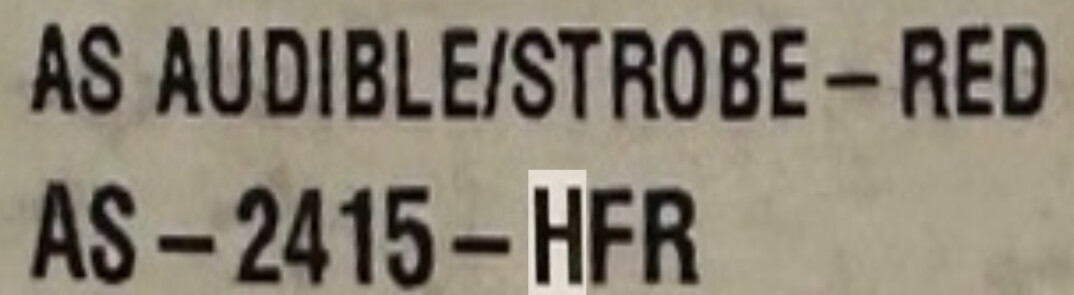 AS AUDIBLE/STROBE – RED
AS – 2415 – HFR